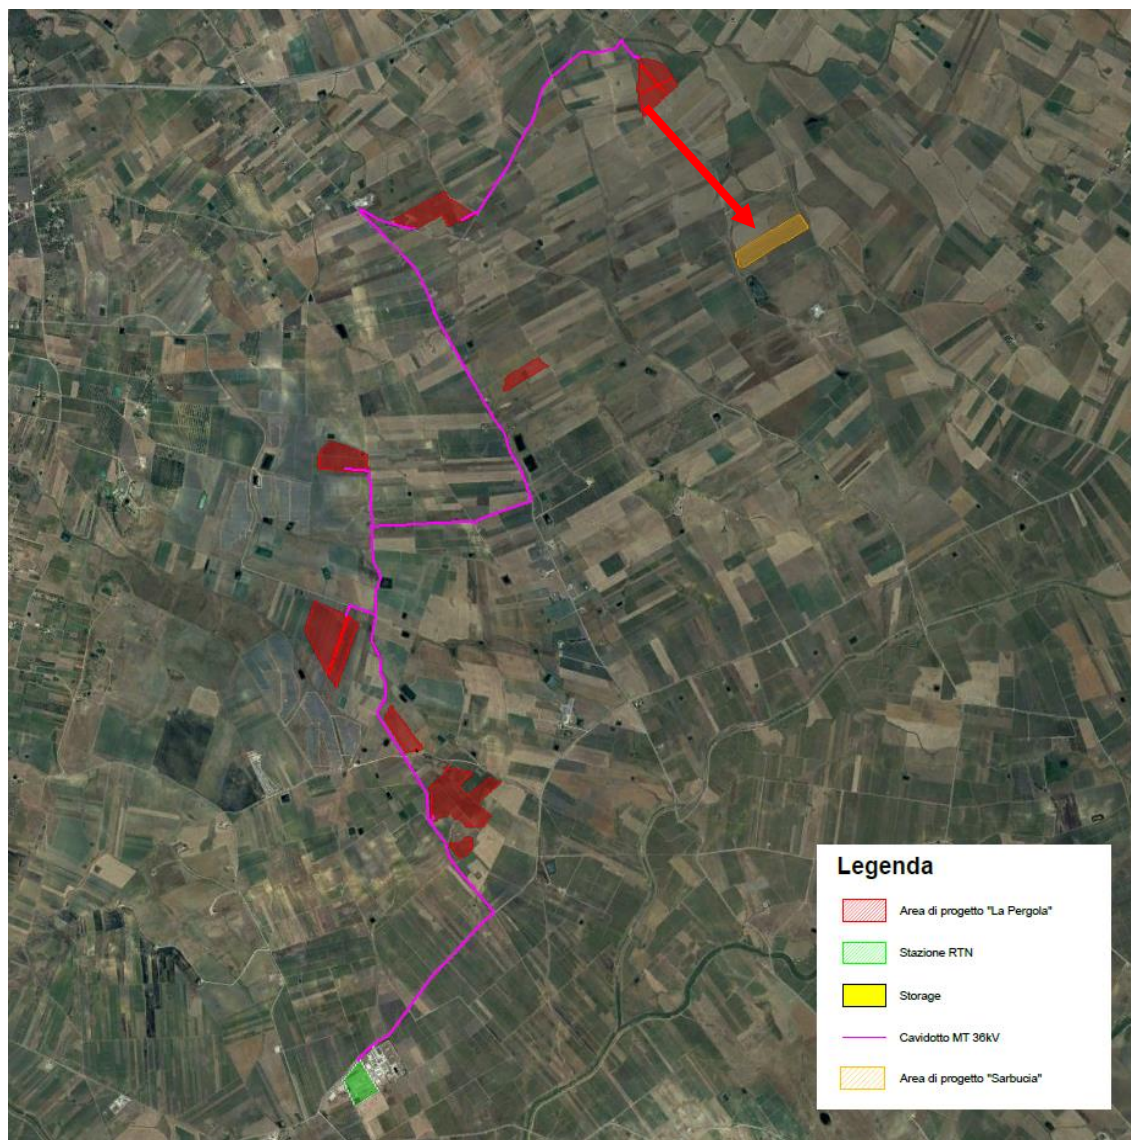 Legenda
Area di progetto "La Pergola"
Stazione RTN
Storage
Cavidotto MT 36kV
Area di progetto "Sarbucia"